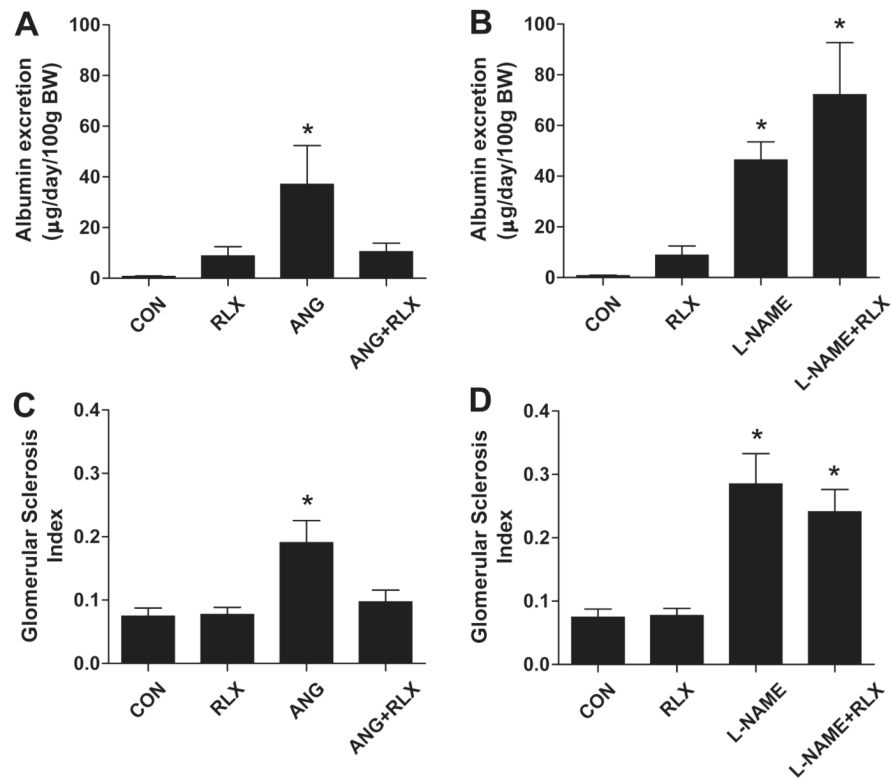 A
Albumin excretion
(µg/day/100g BW)
100
80
60
40
20
0
*
CON
RLX
ANG
ANG+RLX
B
Albumin excretion
(µg/day/100g BW)
100
80
60
40
20
0
*
*
CON
RLX
L-NAME
L-NAME+RLX
C
Glomerular Sclerosis
Index
0.4
0.3
0.2
0.1
0.0
*
CON
RLX
ANG
ANG+RLX
D
Glomerular Sclerosis
Index
0.4
0.3
0.2
0.1
0.0
*
*
CON
RLX
L-NAME
L-NAME+RLX